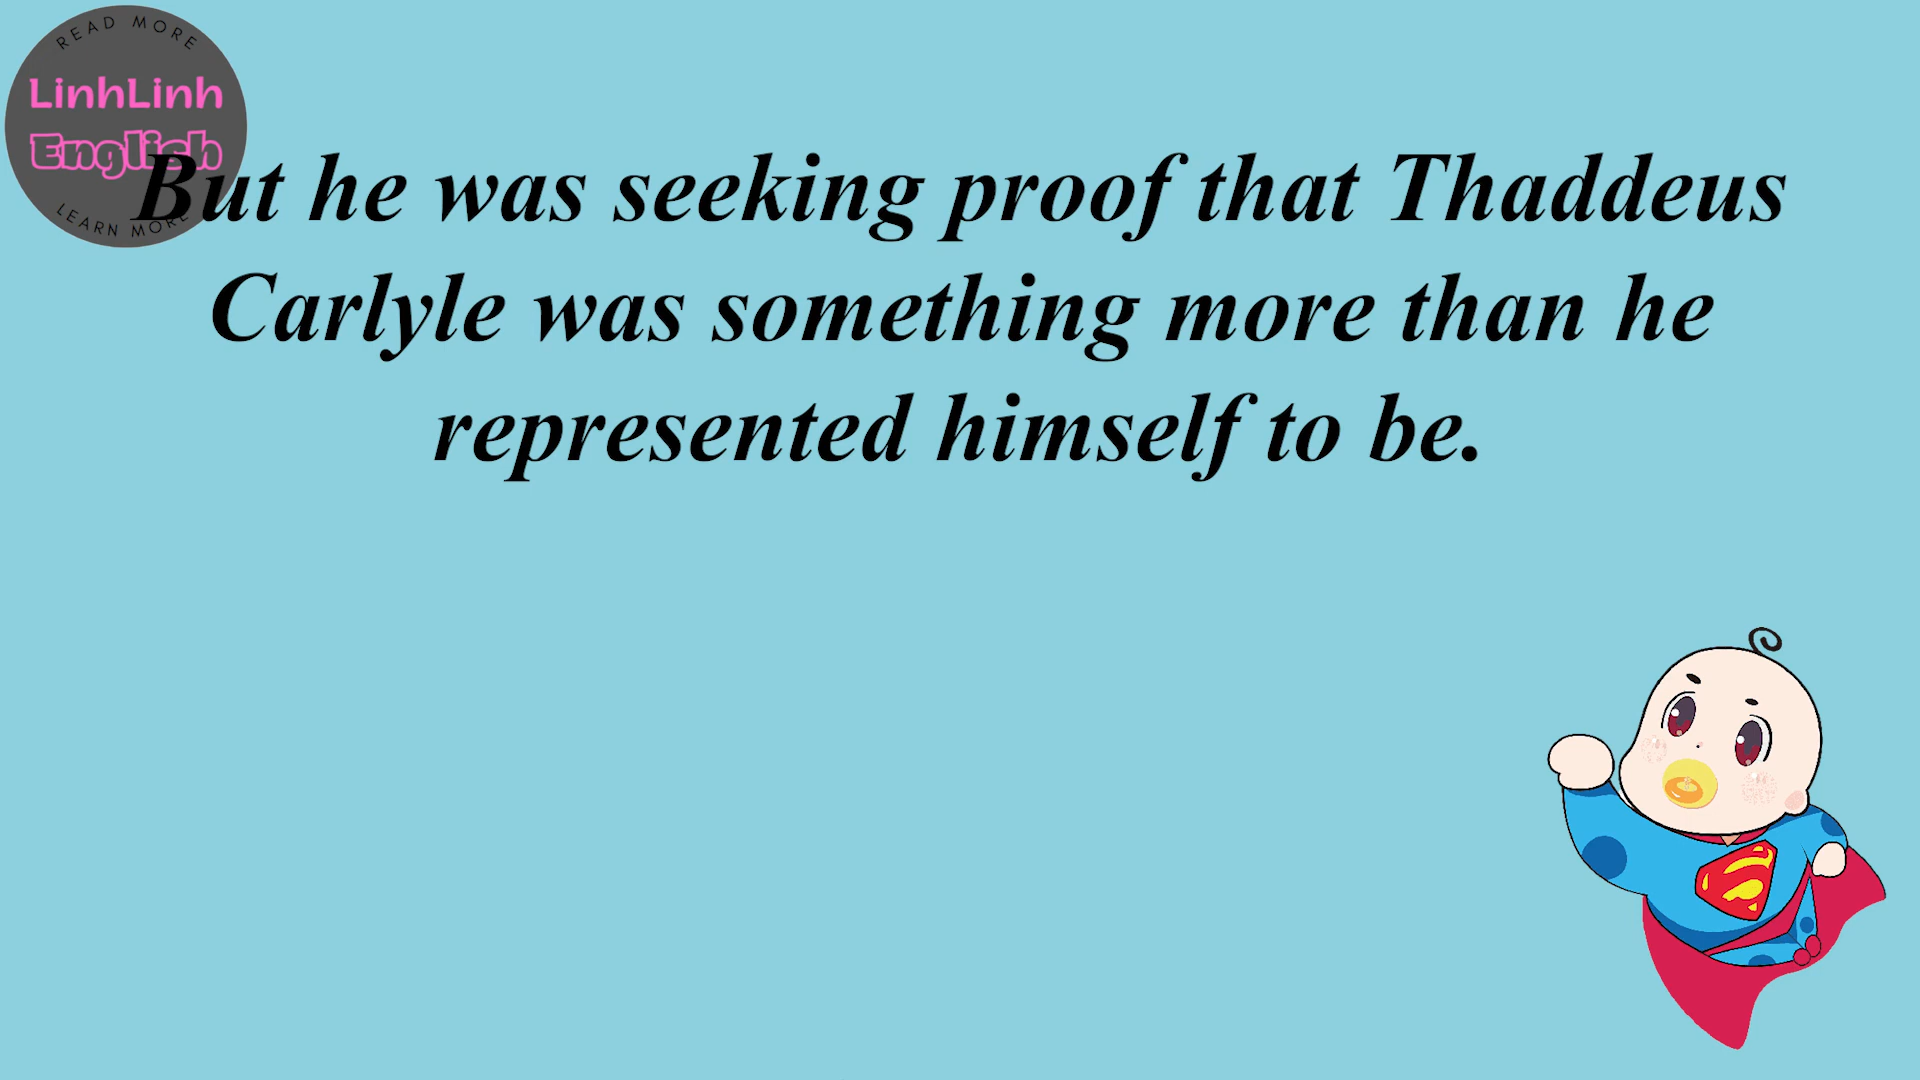 READ MORE
LinhLinh
English
LEARN MORE
But he was seeking proof that Thaddeus
Carlyle was something more than he
represented himself to be.